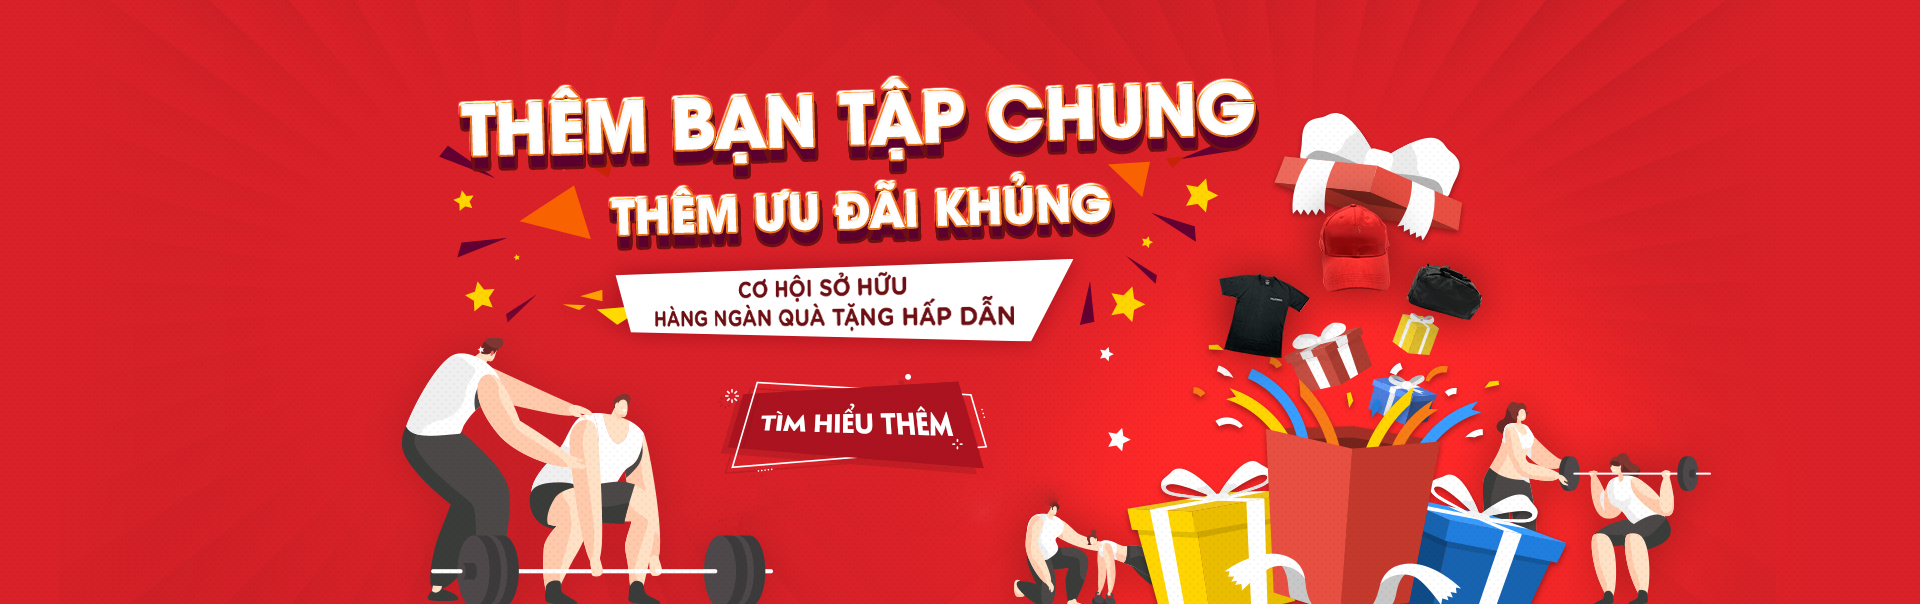 THÊM BẠN TẬP CHUNG
THÊM ƯU ĐÃI KHỦNG
CƠ HỘI SỞ HỮU
HÀNG NGÀN QUÀ TẶNG HẤP DẪN
TÌM HIỂU THÊM